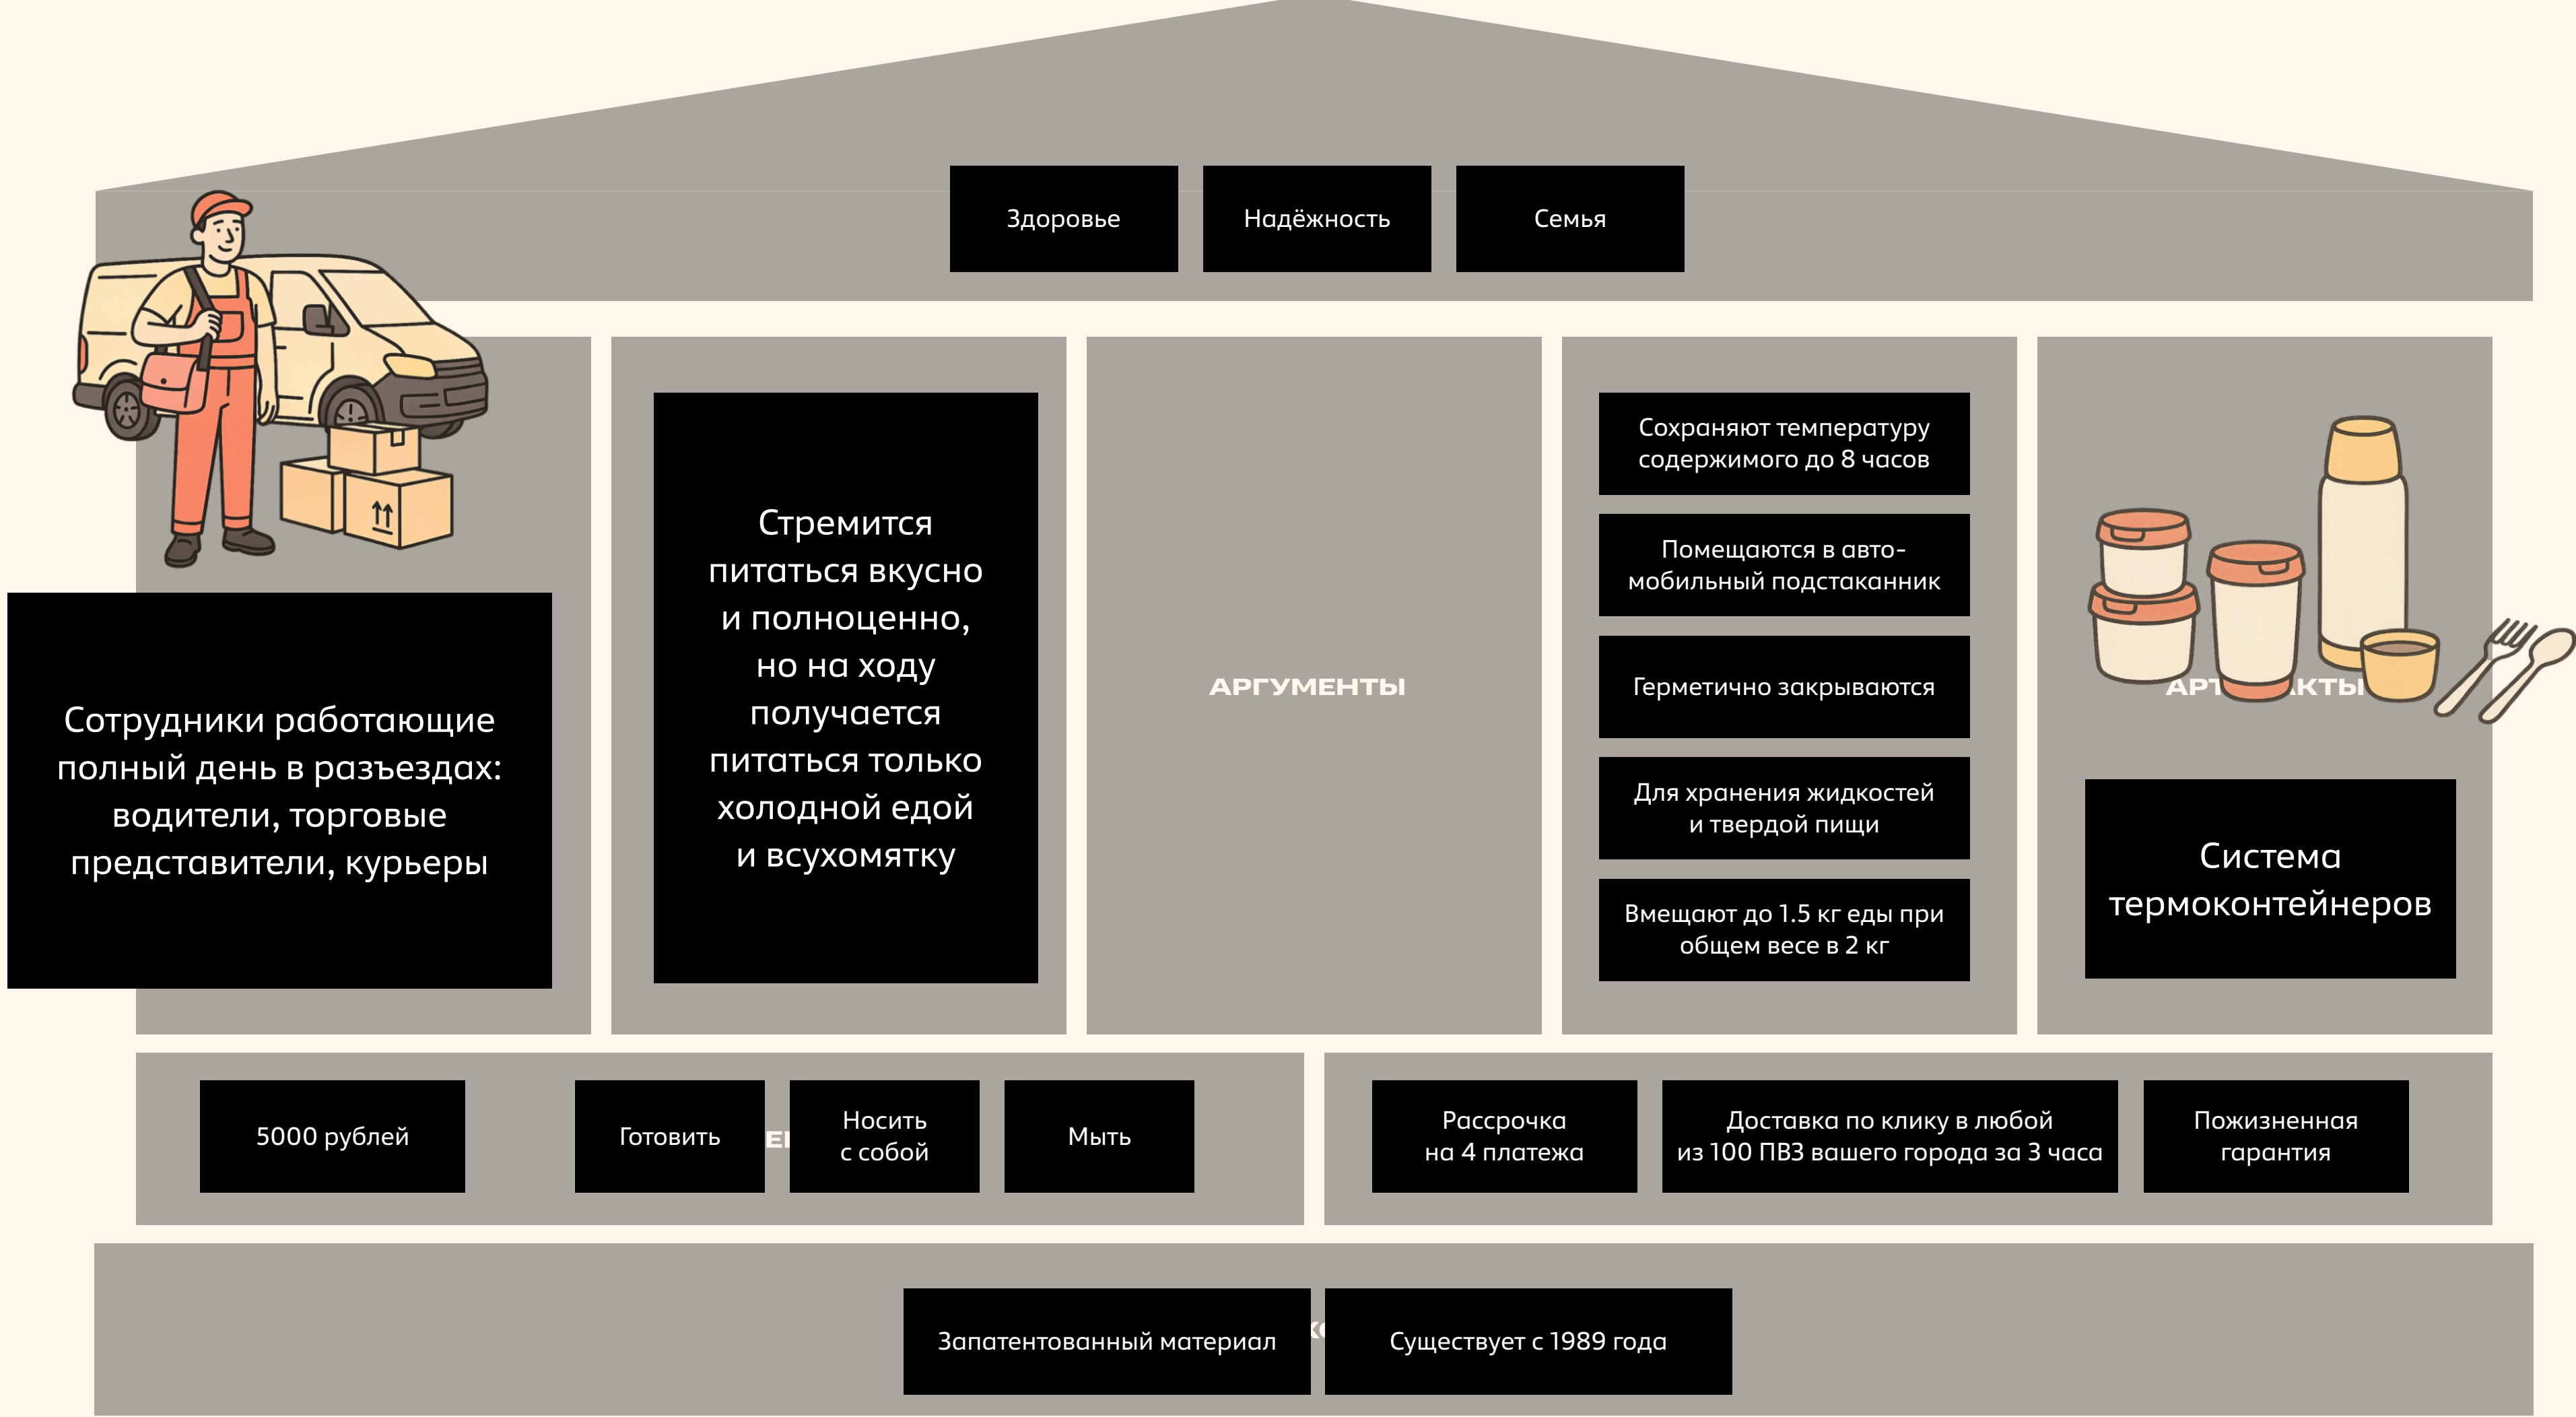 Здоровье
Надёжность
Семья
Сотрудники работающие
полный день в разъездах:
водители, торговые
представители, курьеры
Стремится
питаться вкусно
и полноценно,
но на ходу
получается
питаться только
холодной едой
и всухомятку
АРГУМЕНТЫ
Сохраняют температуру
содержимого до 8 часов
Помещаются в авто-
мобильный подстаканник
Герметично закрываются
Для хранения жидкостей
и твердой пищи
Вмещают до 1.5 кг еды при
общем весе в 2 кг
Система
термоконтейнеров
5000 рублей
Готовить
Носить
с собой
Мыть
Рассрочка
на 4 платежа
Доставка по клику в любой
из 100 ПВЗ вашего города за 3 часа
Пожизненная
гарантия
Запатентованный материал
Существует с 1989 года